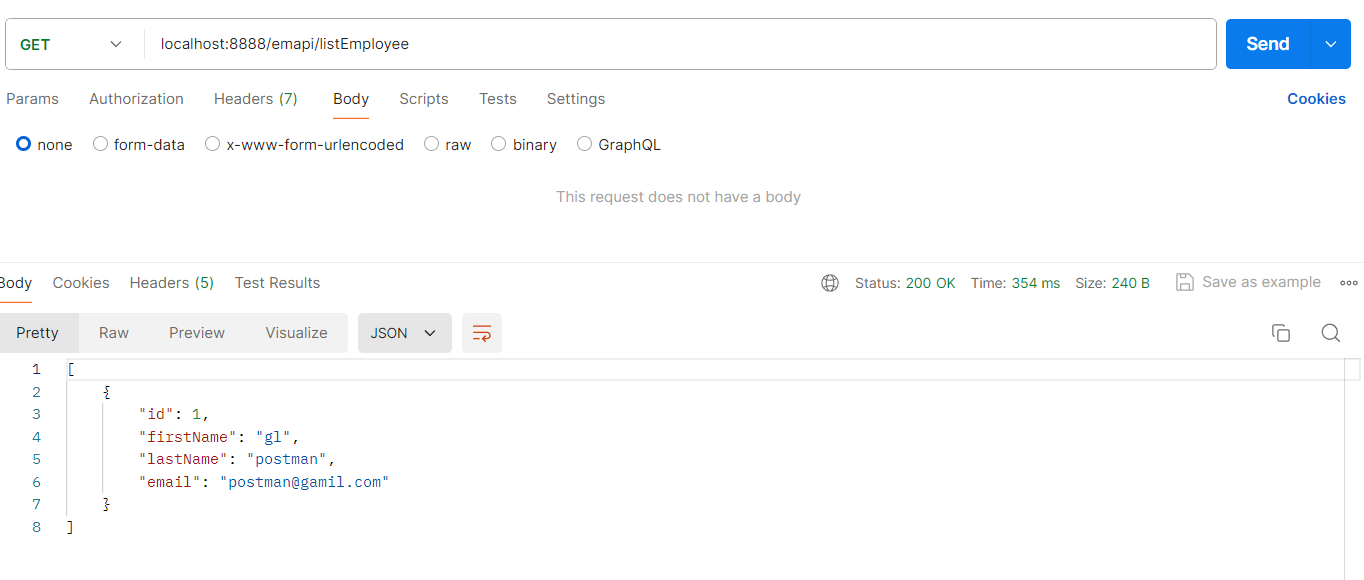 GET localhost:8888/emapi/listEmployee Send
Params Authorization Headers (7) Body Scripts Tests Settings Cookies
none form-data x-www-form-urlencoded raw binary GraphQL
This request does not have a body
Body Cookies Headers (5) Test Results Status: 200 OK Time: 354 ms Size: 240 B Save as example
Pretty Raw Preview Visualize JSON
1 [
2 {
3 "id": 1,
4 "firstName": "gl",
5 "lastName": "postman",
6 "email": "postman@gamil.com"
7 }
8 ]